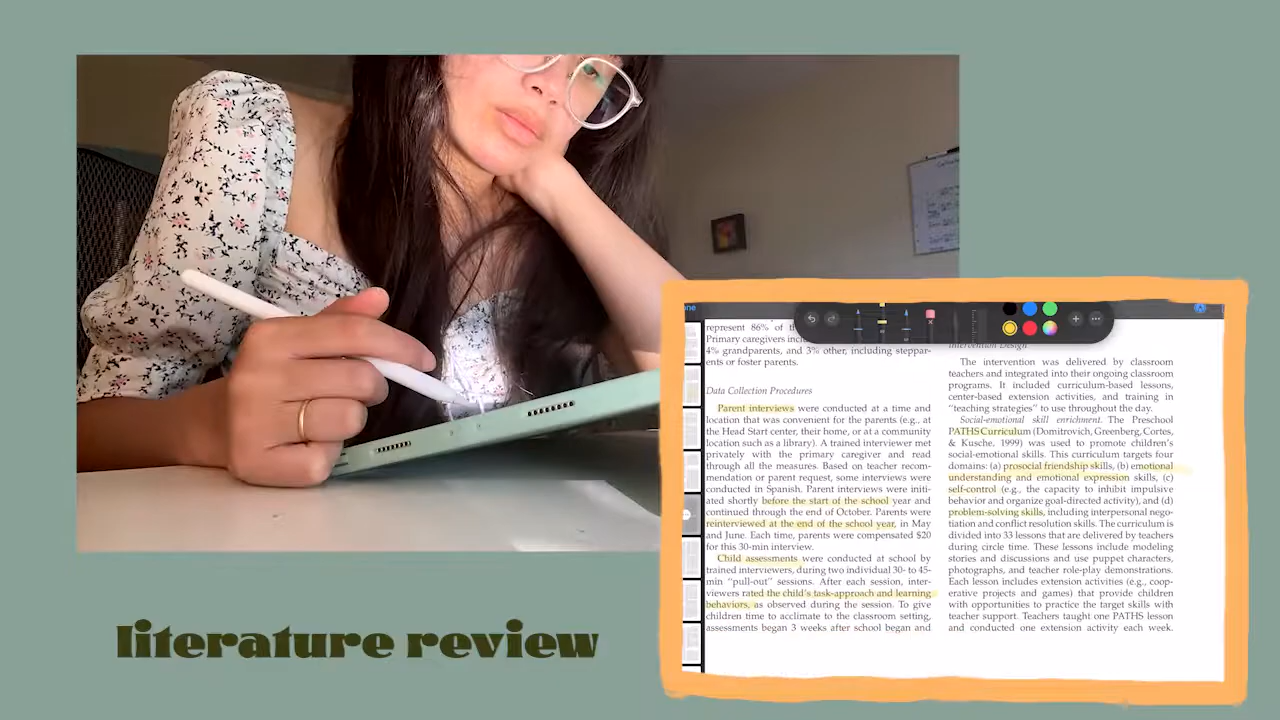 literature review
represent 86% of
Primary caregivers
4% grandparents, and 3% other, including steppar-
ents or foster parents.
Data Collection Procedures
Parent interviews were conducted at a time and
location that was convenient for the parents (e.g., at
the Head Start center, their home, or at a community
location such as a library). A trained interviewer met
privately with the primary caregiver and read
through all the measures. Based on teacher recom-
mendation or parent request, some interviews were
conducted in Spanish. Parent interviews were initi-
ated shortly before the start of the school year and
continued through the end of October. Parents were
reinterviewed at the end of the school year, in May
and June. Each time, parents were compensated $20
for this 30-min interview.
Child assessments were conducted at school by
trained interviewers, during two individual 30- to 45-
min “pull-out” sessions. After each session, inter-
viewers rated the child’s task-approach and learning
behaviors, as observed during the session. To give
children time to acclimate to the classroom setting,
assessments began 3 weeks after school began and
Intervention Design
The intervention was delivered by classroom
teachers and integrated into their ongoing classroom
programs. It included curriculum-based lessons,
center-based extension activities, and training in
“teaching strategies” to use throughout the day.
Social-emotional skill enrichment. The Preschool
PATHS Curriculum (Domitrovich, Greenberg, Cortes,
& Kusche, 1999) was used to promote children’s
social-emotional skills. This curriculum targets four
domains: (a) prosocial friendship skills, (b) emotional
understanding and emotional expression skills, (c)
self-control (e.g., the capacity to inhibit impulsive
behavior and organize goal-directed activity), and (d)
problem-solving skills, including interpersonal nego-
tiation and conflict resolution skills. The curriculum is
divided into 33 lessons that are delivered by teachers
during circle time. These lessons include modeling
stories and discussions and use puppet characters,
photographs, and teacher role-play demonstrations.
Each lesson includes extension activities (e.g., coop-
erative projects and games) that provide children
with opportunities to practice the target skills with
teacher support. Teachers taught one PATHS lesson
and conducted one extension activity each week.